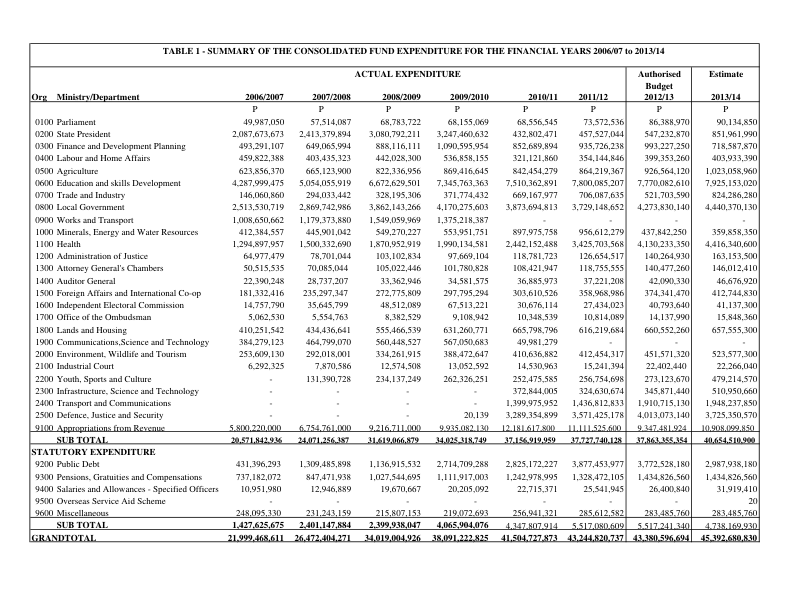 TABLE 1 - SUMMARY OF THE CONSOLIDATED FUND EXPENDITURE FOR THE FINANCIAL YEARS 2006/07 to 2013/14
ACTUAL EXPENDITURE Authorised Estimate
Budget
Org Ministry/Department 2006/2007 2007/2008 2008/2009 2009/2010 2010/11 2011/12 2012/13 2013/14
P P P P P P P P
0100 Parliament 49,987,050 57,514,087 68,783,722 68,155,069 68,556,545 73,572,536 86,388,970 90,134,850
0200 State President 2,087,673,673 2,413,379,894 3,080,792,211 3,247,460,632 432,802,471 457,527,044 547,232,870 851,961,990
0300 Finance and Development Planning 493,291,107 649,065,994 888,116,111 1,090,595,954 852,689,894 935,726,238 993,227,250 718,587,870
0400 Labour and Home Affairs 459,822,388 403,435,323 442,028,300 536,858,155 321,121,860 354,144,846 399,353,260 403,933,390
0500 Agriculture 623,856,370 665,123,900 822,336,956 869,416,645 842,454,279 864,219,367 926,564,120 1,023,058,960
0600 Education and skills Development 4,287,999,475 5,054,055,919 6,672,629,501 7,345,763,363 7,510,362,891 7,800,085,207 7,770,082,610 7,925,153,020
0700 Trade and Industry 146,060,860 294,033,442 328,195,306 371,774,432 669,167,977 706,087,635 521,703,590 824,286,280
0800 Local Government 2,513,530,719 2,869,742,986 3,862,143,266 4,170,275,603 3,874,694,813 3,729,148,652 4,273,830,140 4,440,370,130
0900 Works and Transport 1,008,650,662 1,179,373,880 1,549,059,969 1,375,218,387 - - - -
1000 Minerals, Energy and Water Resources 412,384,557 445,901,042 549,270,227 553,951,751 897,975,758 956,612,279 437,842,250 359,858,350
1100 Health 1,294,897,957 1,500,332,690 1,870,952,919 1,990,134,581 2,442,152,488 3,425,703,568 4,130,233,350 4,416,340,600
1200 Administration of Justice 64,977,479 78,701,044 103,102,834 97,669,104 118,781,723 126,654,517 140,264,930 163,153,500
1300 Attorney General's Chambers 50,515,535 70,085,044 105,022,446 101,780,828 108,421,947 118,755,555 140,477,260 146,012,410
1400 Auditor General 22,390,248 28,737,207 33,362,946 34,581,575 36,885,973 37,221,208 42,090,330 46,676,920
1500 Foreign Affairs and International Co-op 181,332,416 235,297,347 272,775,809 297,795,294 303,610,526 358,968,986 374,341,470 412,744,830
1600 Independent Electoral Commission 14,757,790 35,645,788 48,512,089 67,513,221 30,676,114 27,434,023 40,793,640 41,137,300
1700 Office of the Ombudsman 5,062,530 5,554,763 8,382,529 9,108,942 10,348,539 10,814,089 14,137,990 15,848,360
1800 Lands and Housing 410,251,542 434,436,641 555,466,539 631,260,771 665,798,796 616,219,684 660,552,260 657,555,300
1900 Communications,Science and Technology 384,279,123 464,799,070 560,448,527 567,050,683 49,981,279 - - -
2000 Environment, Wildlife and Tourism 253,609,130 292,018,001 334,261,915 388,472,647 410,636,882 412,454,317 451,571,320 523,577,300
2100 Industrial Court 6,292,325 7,870,586 12,574,508 13,052,592 14,530,963 15,241,394 22,402,440 22,266,040
2200 Youth, Sports and Culture - 131,390,728 234,137,249 262,326,251 252,475,585 256,754,698 273,123,670 479,214,570
2300 Infrastructure, Science and Technology - - - - 372,844,005 324,630,674 345,871,440 510,950,660
2400 Transport and Communications - - - - 1,399,975,952 1,436,812,833 1,910,715,130 1,948,237,850
2500 Defence, Justice and Security - - - 20,139 3,289,354,899 3,571,425,178 4,013,073,140 3,725,350,570
9100 Appropriations from Revenue 5,800,220,000 6,754,761,000 9,216,711,000 9,935,082,130 12,181,617,800 11,111,525,600 9,347,481,924 10,908,099,850
SUB TOTAL 20,571,842,936 24,071,256,387 31,619,066,879 34,025,318,749 37,156,919,959 37,727,740,128 37,863,355,354 40,654,510,900
STATUTORY EXPENDITURE
9200 Public Debt 431,396,293 1,309,485,898 1,136,915,532 2,714,709,288 2,825,172,227 3,877,453,977 3,772,528,180 2,987,938,180
9300 Pensions, Gratuities and Compensations 737,182,072 847,471,938 1,027,544,695 1,111,917,003 1,242,978,995 1,328,472,105 1,434,826,560 1,434,826,560
9400 Salaries and Allowances - Specified Officers 10,951,980 12,946,889 19,670,667 20,205,092 22,715,371 25,541,945 26,400,840 31,919,410
9500 Overseas Service Aid Scheme - - - - - - - 20
9600 Miscellaneous 248,095,330 231,243,159 215,807,153 219,072,693 256,941,321 285,612,582 283,485,760 283,485,760
SUB TOTAL 1,427,625,675 2,401,147,884 2,399,938,047 4,065,904,076 4,347,807,914 5,517,080,609 5,517,241,340 4,738,169,930
GRANDTOTAL 21,999,468,611 26,472,404,271 34,019,004,926 38,091,222,825 41,504,727,873 43,244,820,737 43,380,596,694 45,392,680,830